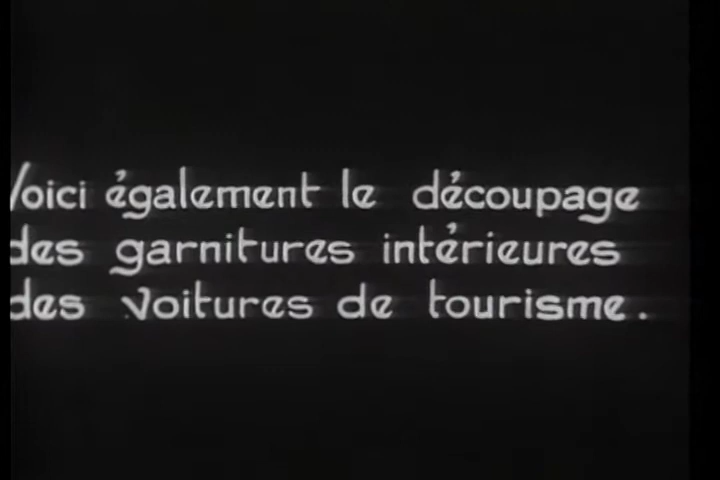 Voici également le découpage
des garnitures intérieures
des voitures de tourisme.